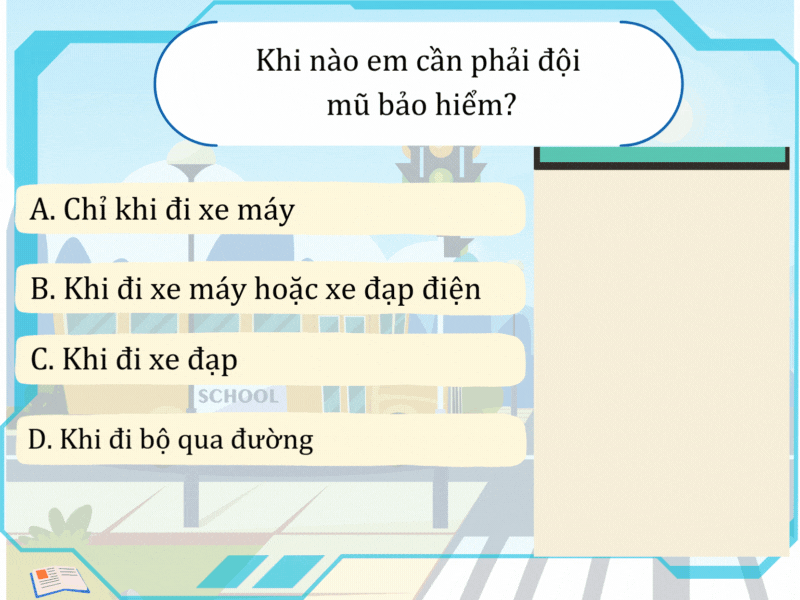 Khi nào em cần phải đội
mũ bảo hiểm?
A. Chỉ khi đi xe máy
B. Khi đi xe máy hoặc xe đạp điện
C. Khi đi xe đạp
SCHOOL
D. Khi đi bộ qua đường